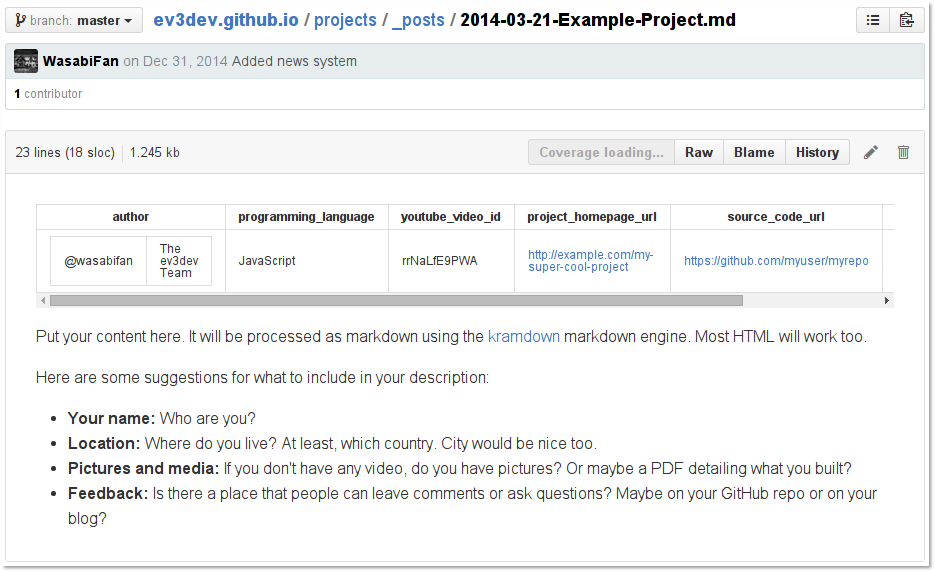 branch: master ev3dev.github.io / projects / _posts / 2014-03-21-Example-Project.md
WasabiFan on Dec 31, 2014 Added news system
1 contributor
23 lines (18 sloc) 1.245 kb Coverage loading... Raw Blame History
author programming_language youtube_video_id project_homepage_url source_code_url
@wasabifan The ev3dev Team JavaScript rrNaLfE9PWA http://example.com/my-super-cool-project https://github.com/myuser/myrepo
Put your content here. It will be processed as markdown using the kramdown markdown engine. Most HTML will work too.
Here are some suggestions for what to include in your description:
• Your name: Who are you?
• Location: Where do you live? At least, which country. City would be nice too.
• Pictures and media: If you don't have any video, do you have pictures? Or maybe a PDF detailing what you built?
• Feedback: Is there a place that people can leave comments or ask questions? Maybe on your GitHub repo or on your
blog?